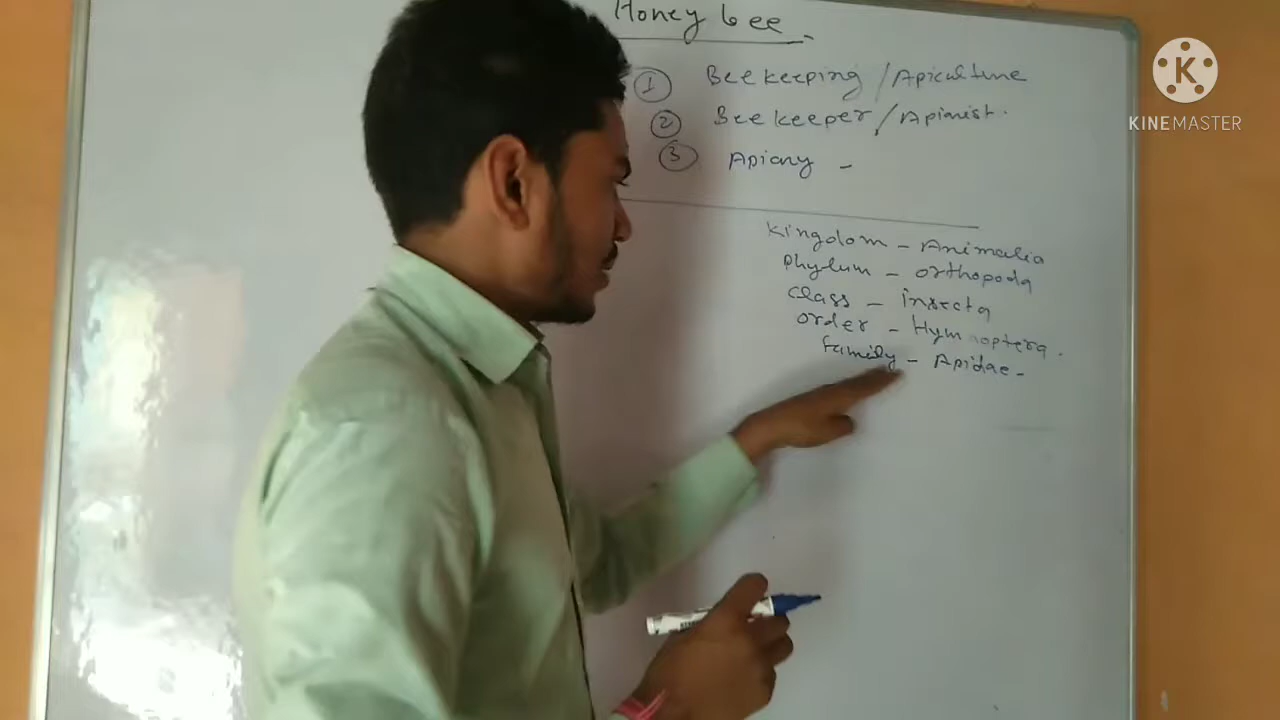 Honey bee
① Beekeeping / Apiculture
② Bee keeper / Apiarist.
③ Apiary -
Kingdom - Animalia
Phylum - orthopoda
class - insecta
order - Hymnoptera.
family - Apidae -
K
KINEMASTER